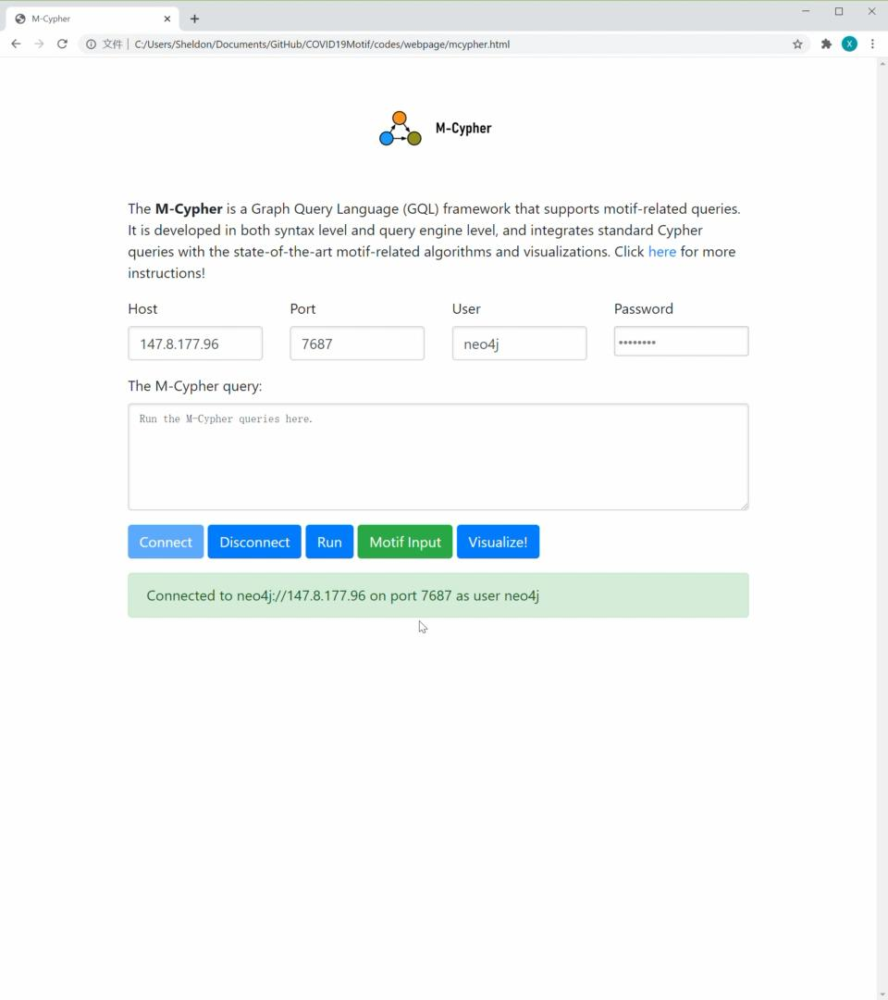 M-Cypher
文件 C:/Users/Sheldon/Documents/GitHub/COVID19Motif/codes/webpage/mcypher.html
X
M-Cypher
The M-Cypher is a Graph Query Language (GQL) framework that supports motif-related queries.
It is developed in both syntax level and query engine level, and integrates standard Cypher
queries with the state-of-the-art motif-related algorithms and visualizations. Click here for more
instructions!
Host Port User Password
147.8.177.96 7687 neo4j ••••••••
The M-Cypher query:
Run the M-Cypher queries here.
Connect Disconnect Run Motif Input Visualize!
Connected to neo4j://147.8.177.96 on port 7687 as user neo4j